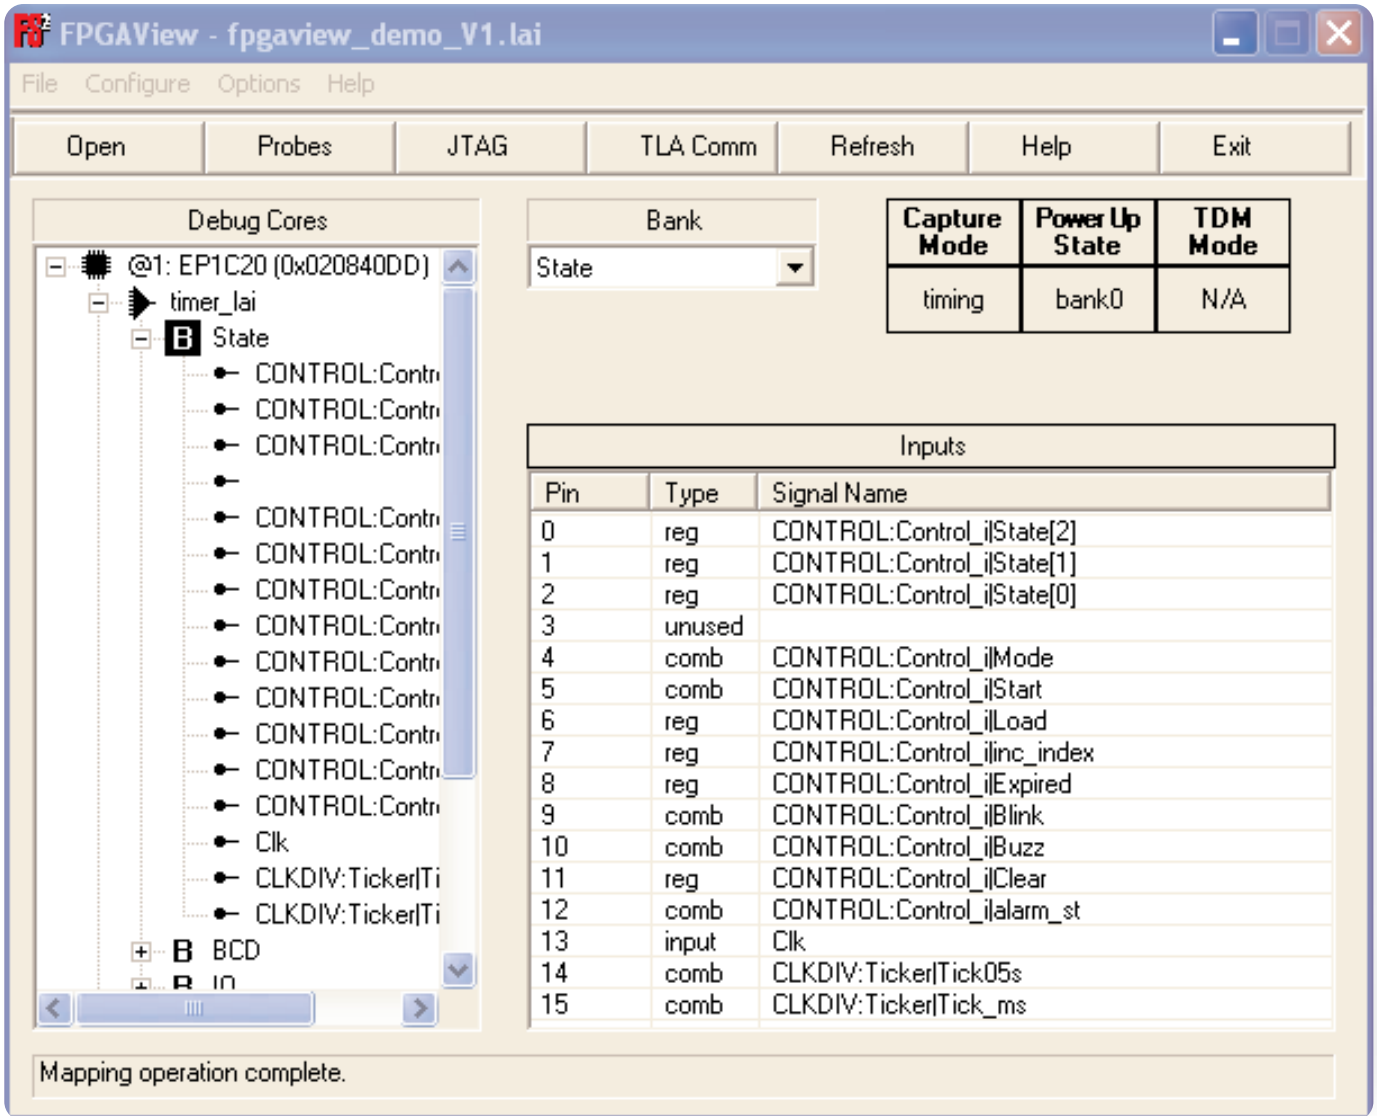 FPGAView - fpgaview_demo_V1.lai
File Configure Options Help
Open Probes JTAG TLA Comm Refresh Help Exit
Debug Cores
@1: EP1C20 (0x020840DD)
timer_lai
B State
CONTROL:Contr
CONTROL:Contr
CONTROL:Contr
CONTROL:Contr
CONTROL:Contr
CONTROL:Contr
CONTROL:Contr
CONTROL:Contr
CONTROL:Contr
CONTROL:Contr
CONTROL:Contr
CONTROL:Contr
Clk
CLKDIV:Ticker|Ti
CLKDIV:Ticker|Ti
B BCD
B IO
Bank
State
Capture Mode Power Up State TDM Mode
timing bank0 N/A
Inputs
Pin Type Signal Name
0 reg CONTROL:Control_i|State[2]
1 reg CONTROL:Control_i|State[1]
2 reg CONTROL:Control_i|State[0]
3 unused
4 comb CONTROL:Control_i|Mode
5 comb CONTROL:Control_i|Start
6 reg CONTROL:Control_i|Load
7 reg CONTROL:Control_i|inc_index
8 reg CONTROL:Control_i|Expired
9 comb CONTROL:Control_i|Blink
10 comb CONTROL:Control_i|Buzz
11 reg CONTROL:Control_i|Clear
12 comb CONTROL:Control_i|alarm_st
13 input Clk
14 comb CLKDIV:Ticker|Tick05s
15 comb CLKDIV:Ticker|Tick_ms
Mapping operation complete.